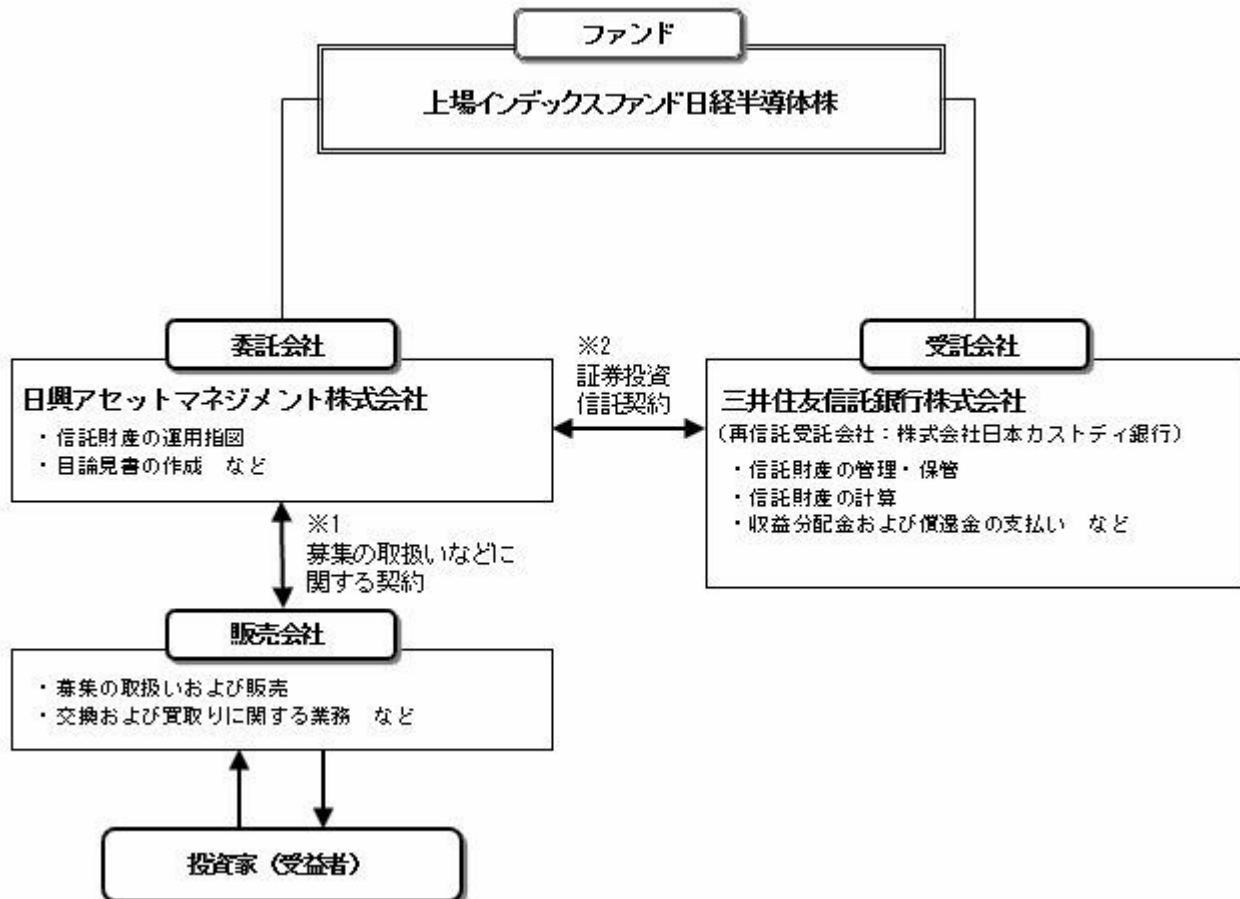 ファンド
上場インデックスファンド日経半導体株
委託会社
日興アセットマネジメント株式会社
・信託財産の運用指図
・目論見書の作成　など
※2
証券投資
信託契約
受託会社
三井住友信託銀行株式会社
（再信託受託会社：株式会社日本カストディ銀行）
・信託財産の管理・保管
・信託財産の計算
・収益分配金および償還金の支払い　など
※1
募集の取扱いなどに
関する契約
販売会社
・募集の取扱いおよび販売
・交換および買取りに関する業務　など
投資家（受益者）